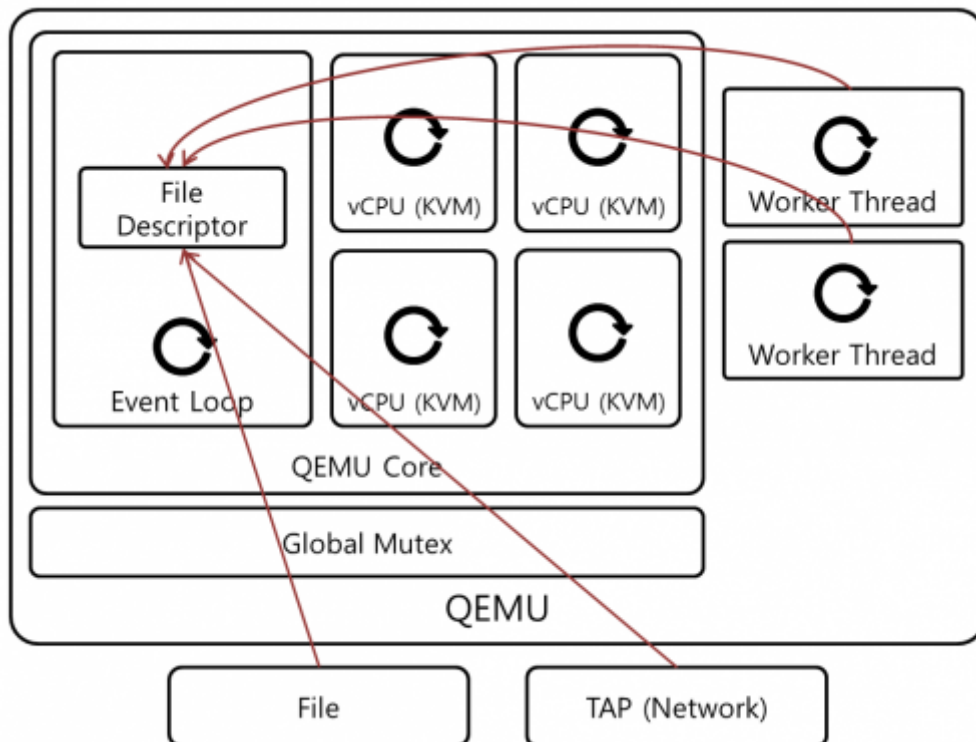 File
Descriptor
Event Loop
vCPU (KVM)
vCPU (KVM)
vCPU (KVM)
vCPU (KVM)
QEMU Core
Worker Thread
Worker Thread
Global Mutex
QEMU
File
TAP (Network)